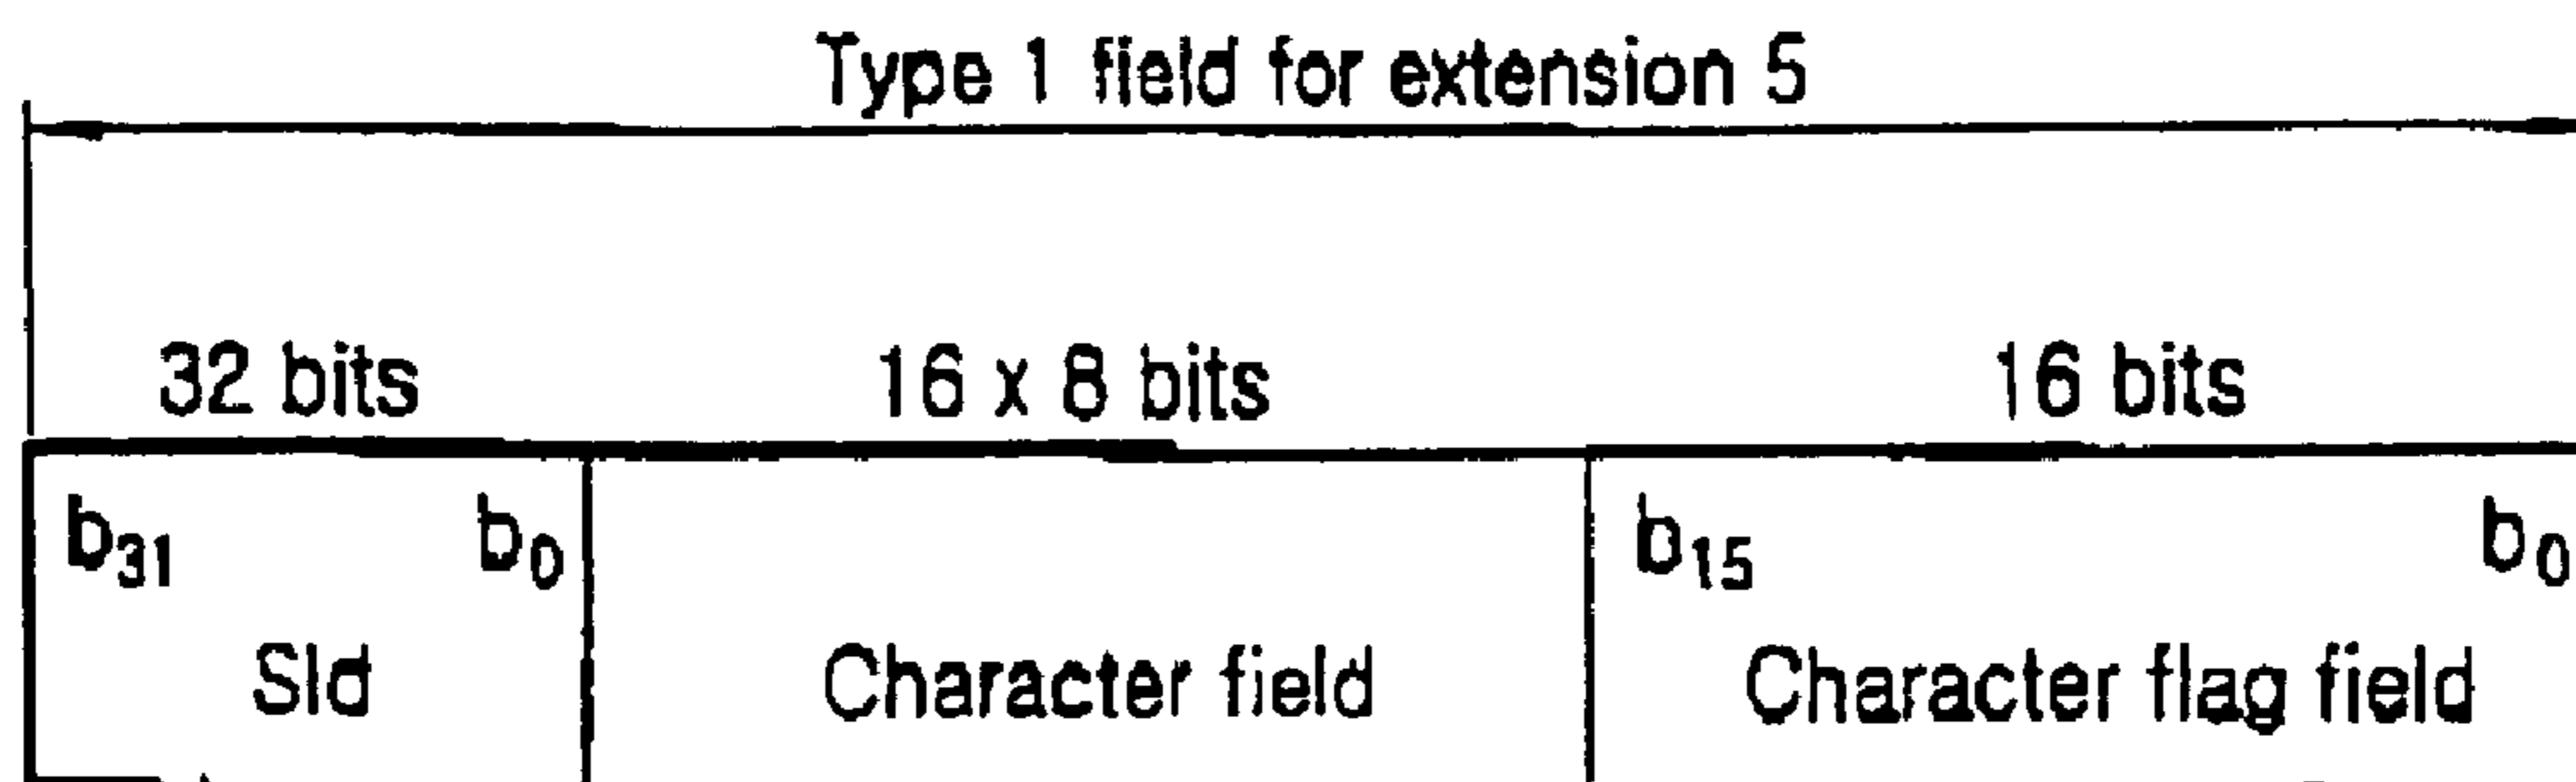 Type 1 field for extension 5
32 bits 16 x 8 bits 16 bits
b31 b0 b15 b0
SId Character field Character flag field